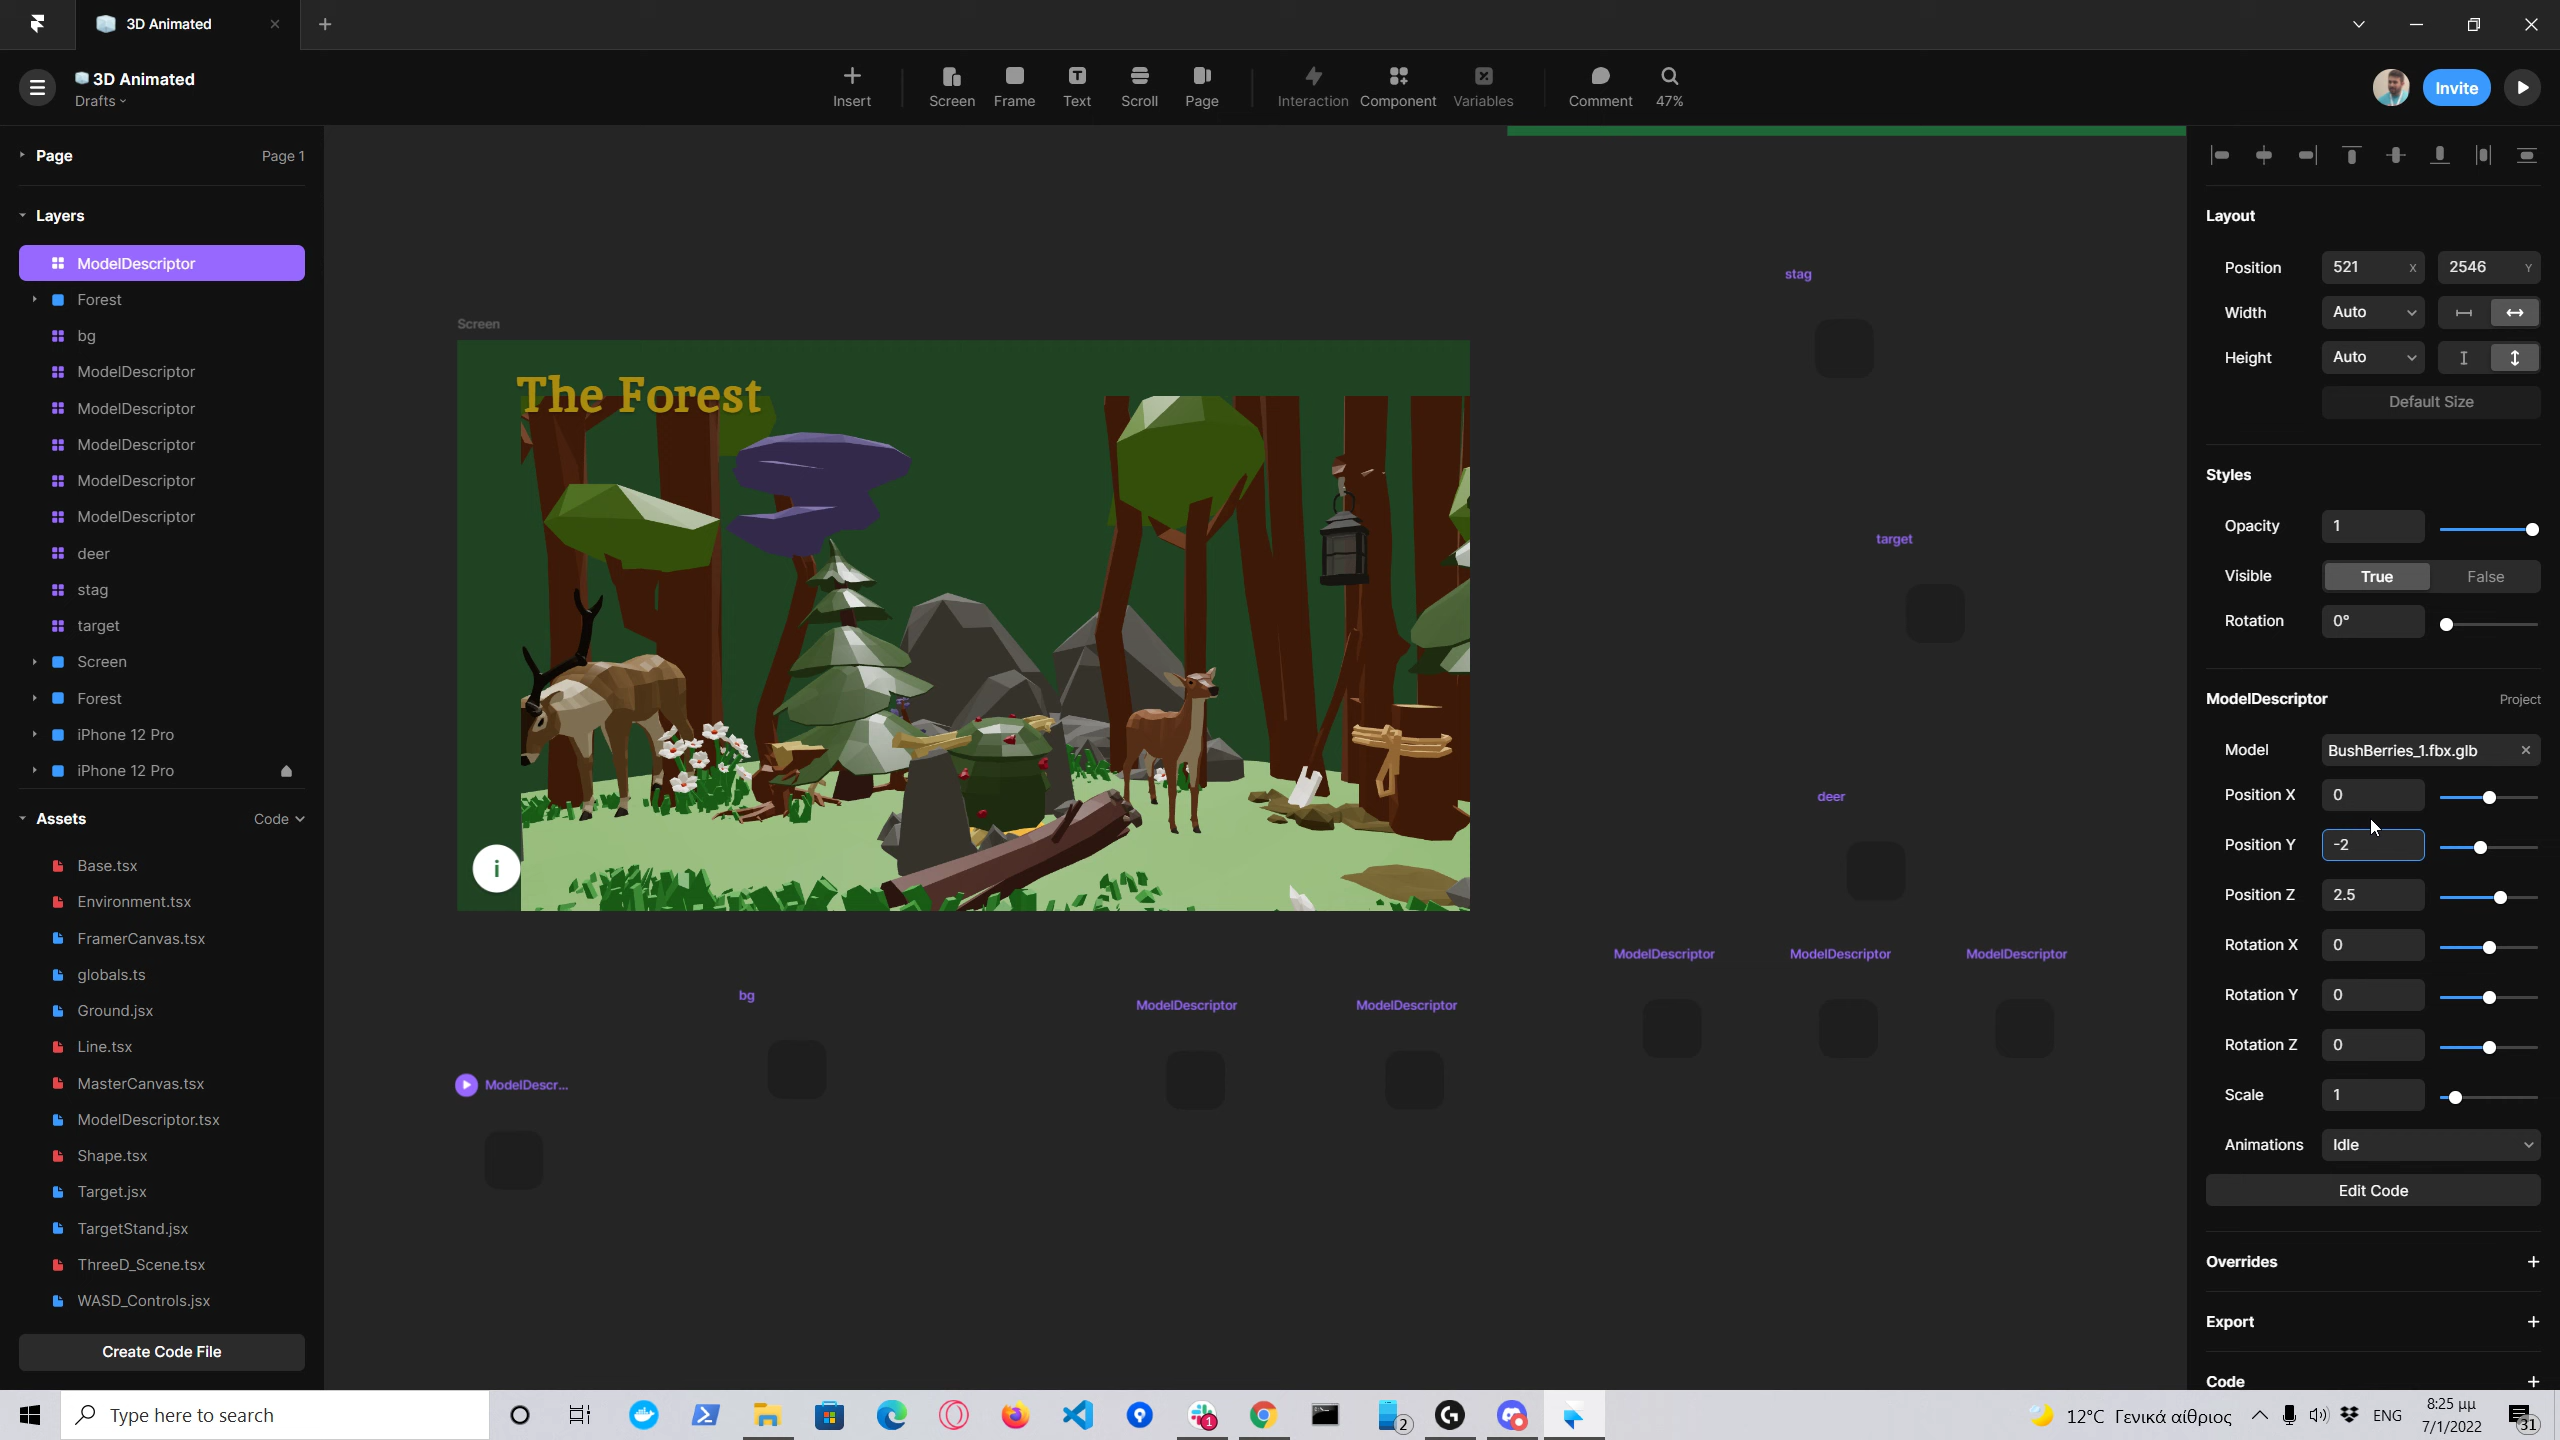 3D Animated
3D Animated
Drafts
Insert
Screen
Frame
Text
Scroll
Page
Interaction
Component
Variables
Comment
47%
Invite
Page
Page 1
Layers
ModelDescriptor
Forest
bg
ModelDescriptor
ModelDescriptor
ModelDescriptor
ModelDescriptor
ModelDescriptor
deer
stag
target
Screen
Forest
iPhone 12 Pro
iPhone 12 Pro
Assets
Code
Base.tsx
Environment.tsx
FramerCanvas.tsx
globals.ts
Ground.jsx
Line.tsx
MasterCanvas.tsx
ModelDescriptor.tsx
Shape.tsx
Target.jsx
TargetStand.jsx
ThreeD_Scene.tsx
WASD_Controls.jsx
Create Code File
Screen
The Forest
i
stag
target
deer
ModelDescriptor
ModelDescriptor
ModelDescriptor
bg
ModelDescriptor
ModelDescriptor
ModelDescr...
Layout
Position 521 X 2546 Y
Width Auto
Height Auto
Default Size
Styles
Opacity 1
Visible True False
Rotation 0°
ModelDescriptor Project
Model BushBerries_1.fbx.glb
Position X 0
Position Y -2
Position Z 2.5
Rotation X 0
Rotation Y 0
Rotation Z 0
Scale 1
Animations Idle
Edit Code
Overrides
Export
Code
Type here to search
1
2
12°C Γενικά αίθριος
ENG
8:25 μμ
7/1/2022
31